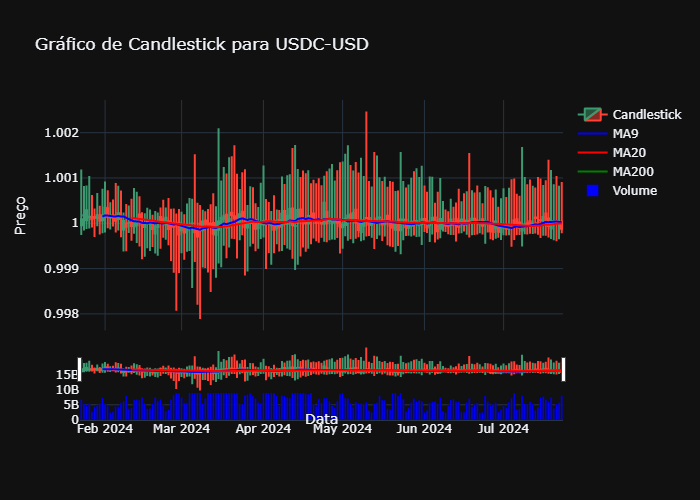 Gráfico de Candlestick para USDC-USD
Candlestick
MA9
MA20
MA200
Volume
Preço
1.002
1.001
1
0.999
0.998
15B
10B
5B
0
Feb 2024
Mar 2024
Apr 2024
May 2024
Jun 2024
Jul 2024
Data